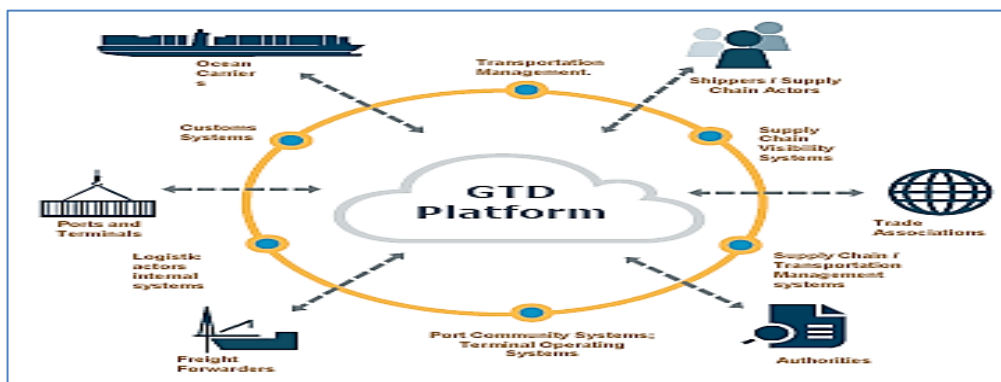 Ocean
Carrier
s
Transportation
Management.
Shippers / Supply
Chain Actors
Customs
Systems
Supply
Chain
Visibility
Systems
GTD
Platform
Ports and
Terminals
Trade
Associations
Logistic
actors
internal
systems
Supply Chain /
Transportation
Management
systems
Freight
Forwarders
Port Community Systems;
Terminal Operating
Systems
Authorities